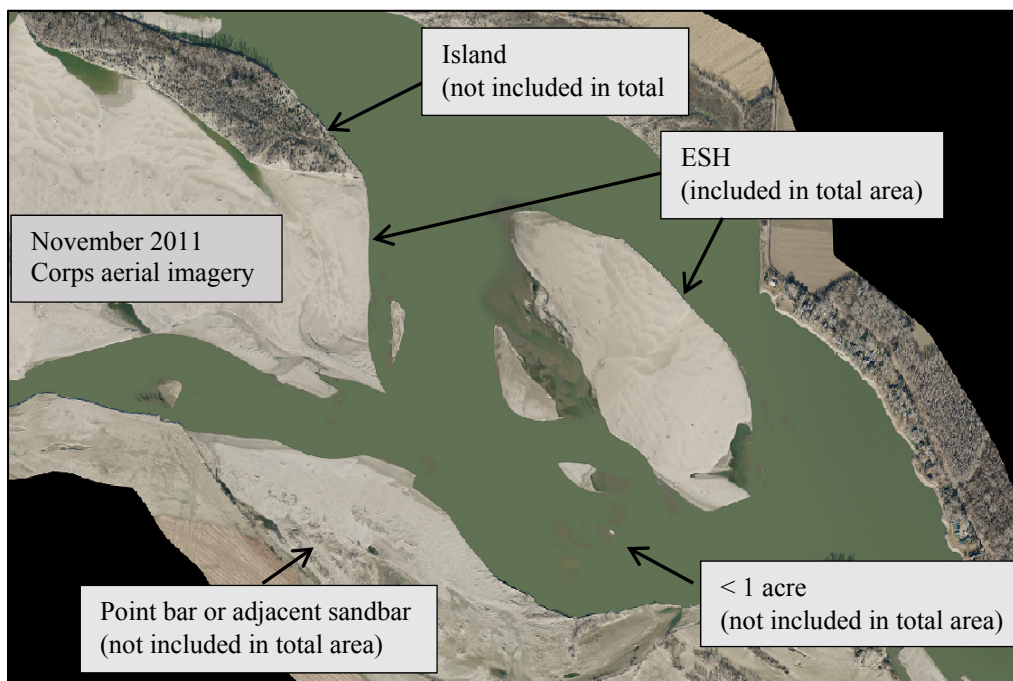 Island
(not included in total
ESH
(included in total area)
November 2011
Corps aerial imagery
Point bar or adjacent sandbar
(not included in total area)
< 1 acre
(not included in total area)